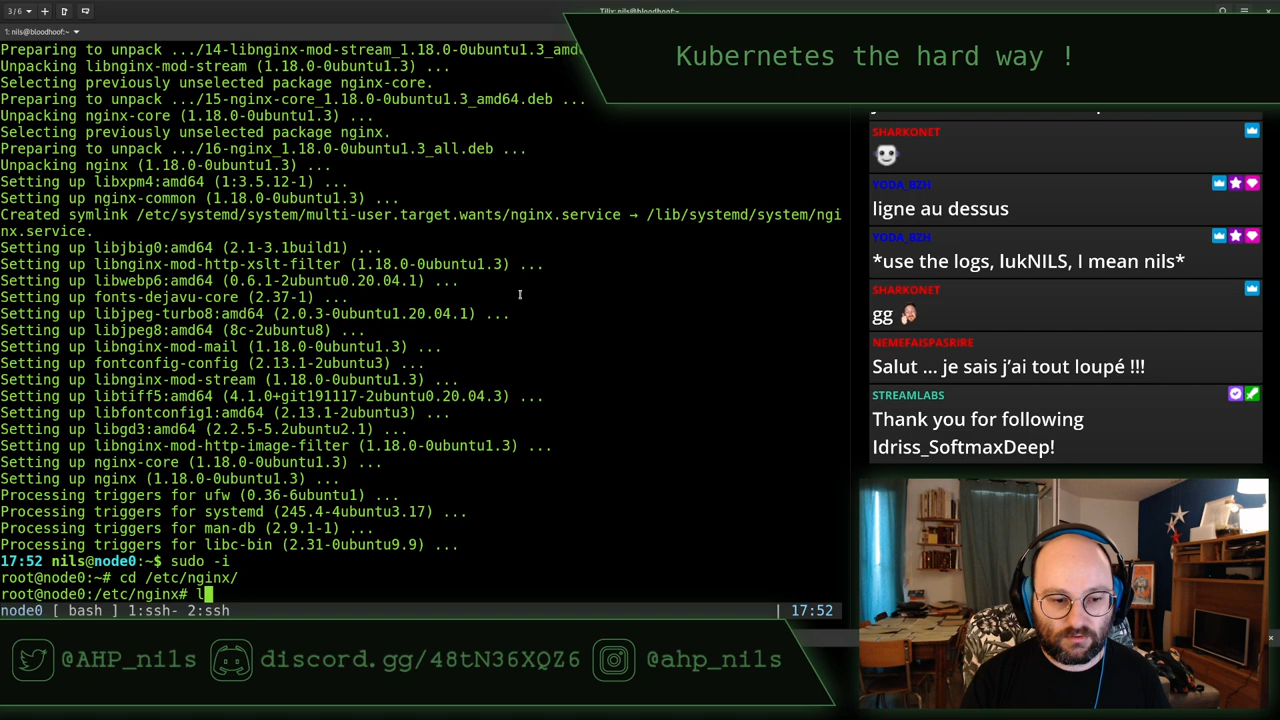 3/6
Tilix: nils@bloodhoof:~
1: nils@bloodhoof:~
Kubernetes the hard way !
Preparing to unpack .../14-libnginx-mod-stream_1.18.0-0ubuntu1.3_amd
Unpacking libnginx-mod-stream (1.18.0-0ubuntu1.3) ...
Selecting previously unselected package nginx-core.
Preparing to unpack .../15-nginx-core_1.18.0-0ubuntu1.3_amd64.deb ...
Unpacking nginx-core (1.18.0-0ubuntu1.3) ...
Selecting previously unselected package nginx.
Preparing to unpack .../16-nginx_1.18.0-0ubuntu1.3_all.deb ...
Unpacking nginx (1.18.0-0ubuntu1.3) ...
Setting up libxpm4:amd64 (1:3.5.12-1) ...
Setting up nginx-common (1.18.0-0ubuntu1.3) ...
Created symlink /etc/systemd/system/multi-user.target.wants/nginx.service → /lib/systemd/system/ngi
nx.service.
Setting up libjbig0:amd64 (2.1-3.1build1) ...
Setting up libnginx-mod-http-xslt-filter (1.18.0-0ubuntu1.3) ...
Setting up libwebp6:amd64 (0.6.1-2ubuntu0.20.04.1) ...
Setting up fonts-dejavu-core (2.37-1) ...
Setting up libjpeg-turbo8:amd64 (2.0.3-0ubuntu1.20.04.1) ...
Setting up libjpeg8:amd64 (8c-2ubuntu8) ...
Setting up libnginx-mod-mail (1.18.0-0ubuntu1.3) ...
Setting up fontconfig-config (2.13.1-2ubuntu3) ...
Setting up libnginx-mod-stream (1.18.0-0ubuntu1.3) ...
Setting up libtiff5:amd64 (4.1.0+git191117-2ubuntu0.20.04.3) ...
Setting up libfontconfig1:amd64 (2.13.1-2ubuntu3) ...
Setting up libgd3:amd64 (2.2.5-5.2ubuntu2.1) ...
Setting up libnginx-mod-http-image-filter (1.18.0-0ubuntu1.3) ...
Setting up nginx-core (1.18.0-0ubuntu1.3) ...
Setting up nginx (1.18.0-0ubuntu1.3) ...
Processing triggers for ufw (0.36-6ubuntu1) ...
Processing triggers for systemd (245.4-4ubuntu3.17) ...
Processing triggers for man-db (2.9.1-1) ...
Processing triggers for libc-bin (2.31-0ubuntu9.9) ...
17:52 nils@node0:~$ sudo -i
root@node0:~# cd /etc/nginx/
root@node0:/etc/nginx# l
node0 [ bash ] 1:ssh- 2:ssh | 17:52
SHARKONET
YODA_BZH
ligne au dessus
YODA_BZH
*use the logs, lukNILS, I mean nils*
SHARKONET
gg
NEMEFAISPASRIRE
Salut ... je sais j'ai tout loupé !!!
STREAMLABS
Thank you for following
Idriss_SoftmaxDeep!
@AHP_nils
discord.gg/48tN36XQZ6
@ahp_nils